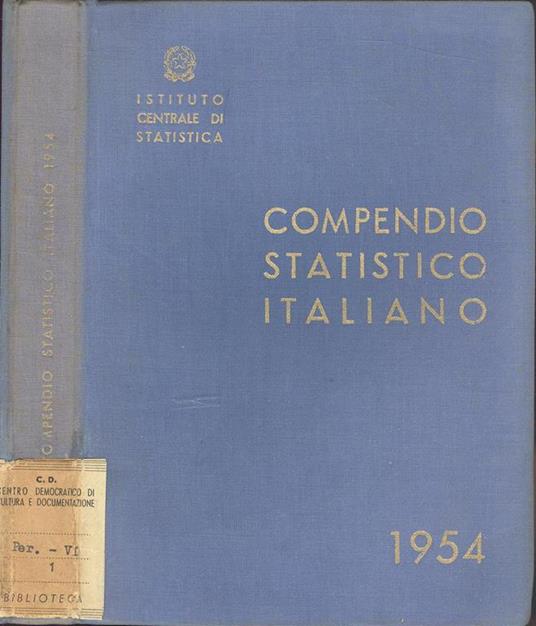 ISTITUTO
CENTRALE DI
STATISTICA
COMPENDIO
STATISTICO
ITALIANO
1954
COMPENDIO STATISTICO ITALIANO 1954
C. D.
CENTRO DEMOCRATICO DI
CULTURA E DOCUMENTAZIONE
Per. - VI
1
BIBLIOTECA